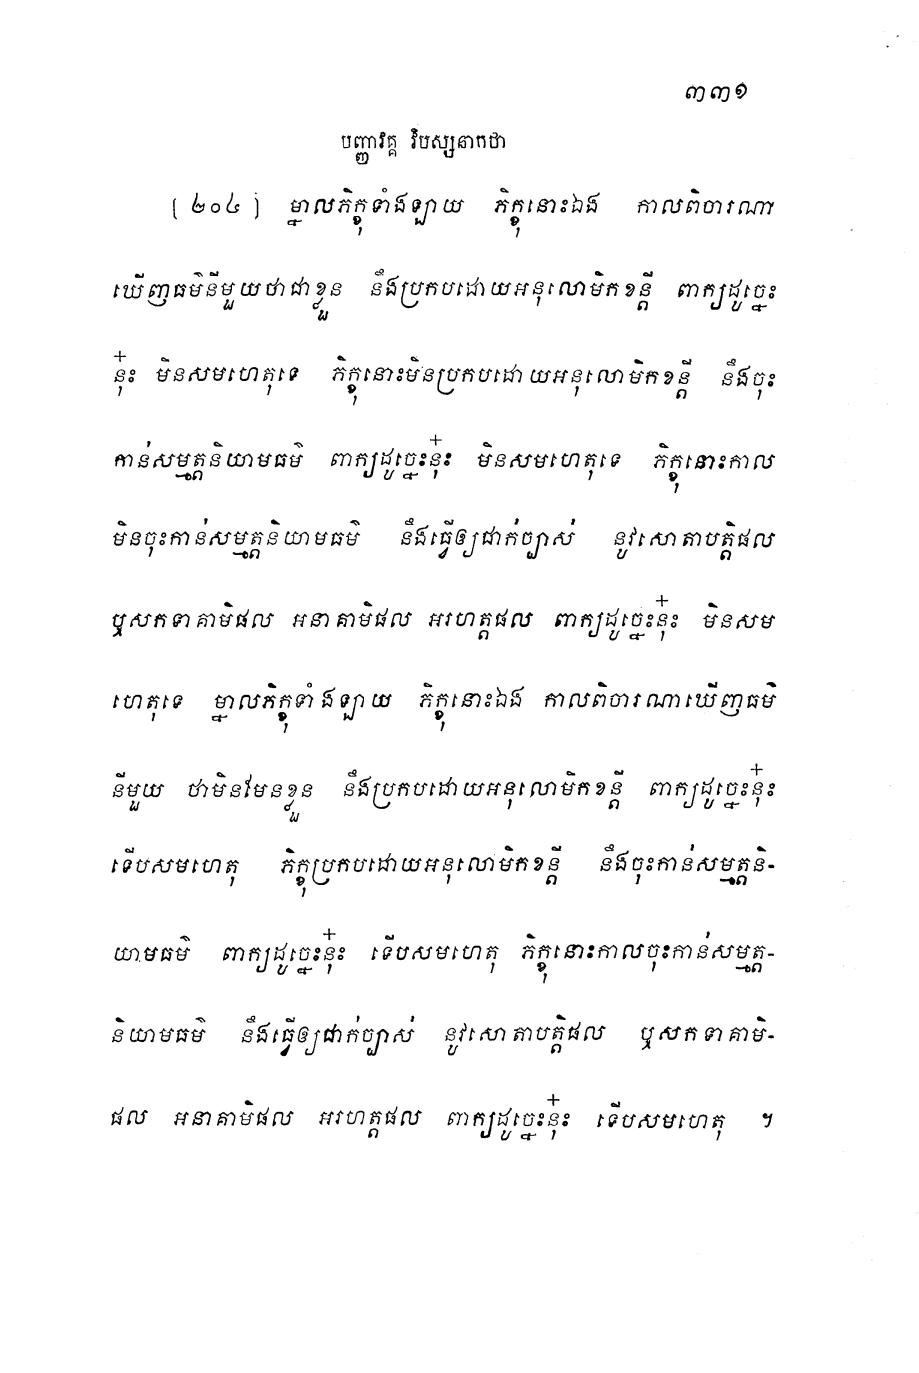 ៣៣១
បញ្ញាវគ្គ វិបស្សនាកថា
[ ២០៤ ] ម្នាលភិក្ខុទាំងឡាយ ភិក្ខុនោះឯង កាលពិចារណា
ឃើញធម៌នីមួយថាជាខ្លួន នឹងប្រកបដោយអនុលោមិកខន្តី ពាក្យដូច្នេះ
នុ៎ះ មិនសមហេតុទេ ភិក្ខុនោះមិនប្រកបដោយអនុលោមិកខន្តី នឹងចុះ
កាន់សម្មត្តនិយាមធម៌ ពាក្យដូច្នេះនុ៎ះ មិនសមហេតុទេ ភិក្ខុនោះកាល
មិនចុះកាន់សម្មត្តនិយាមធម៌ នឹងធ្វើឲ្យជាក់ច្បាស់ នូវសោតាបត្តិផល
ឬសកទាគាមិផល អនាគាមិផល អរហត្តផល ពាក្យដូច្នេះនុ៎ះ មិនសម
ហេតុទេ ម្នាលភិក្ខុទាំងឡាយ ភិក្ខុនោះឯង កាលពិចារណាឃើញធម៌
នីមួយ ថាមិនមែនខ្លួន នឹងប្រកបដោយអនុលោមិកខន្តី ពាក្យដូច្នេះនុ៎ះ
ទើបសមហេតុ ភិក្ខុប្រកបដោយអនុលោមិកខន្តី នឹងចុះកាន់សម្មត្តនិ-
យាមធម៌ ពាក្យដូច្នេះនុ៎ះ ទើបសមហេតុ ភិក្ខុនោះកាលចុះកាន់សម្មត្ត-
និយាមធម៌ នឹងធ្វើឲ្យជាក់ច្បាស់ នូវសោតាបត្តិផល ឬសកទាគាមិ-
ផល អនាគាមិផល អរហត្តផល ពាក្យដូច្នេះនុ៎ះ ទើបសមហេតុ ។